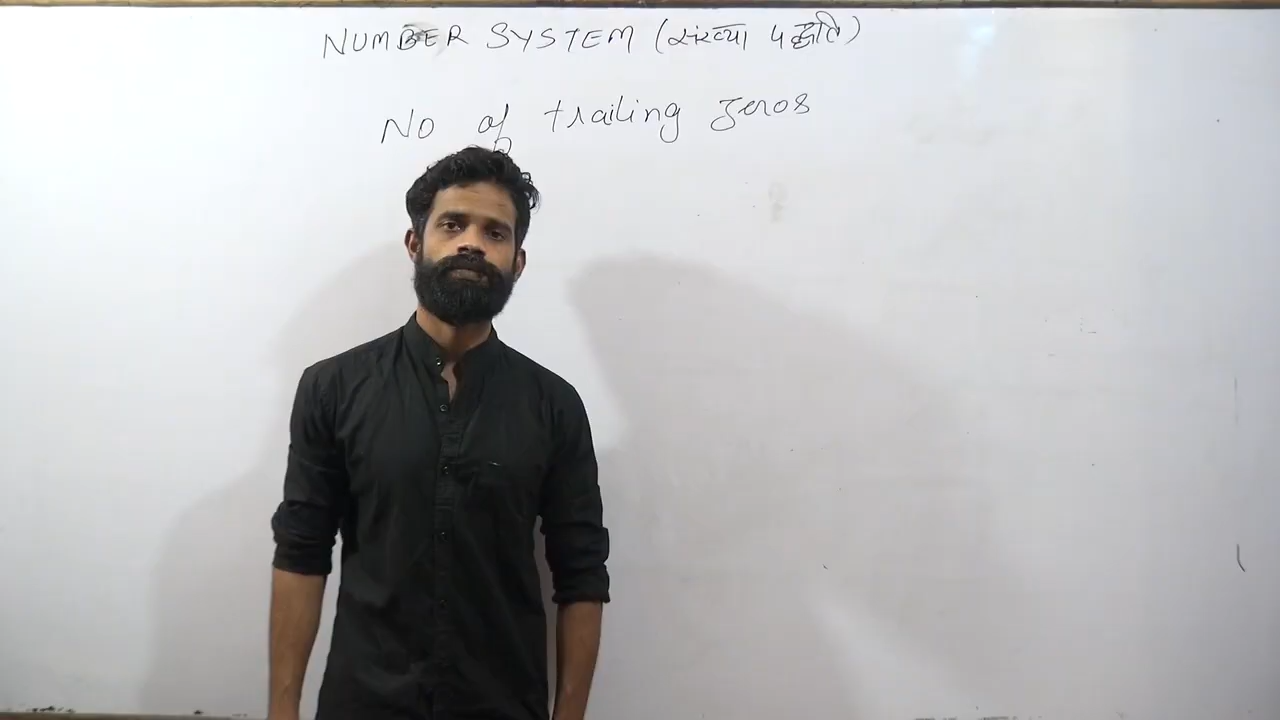 NUMBER SYSTEM (संख्या पद्धति)
No of trailing zeros